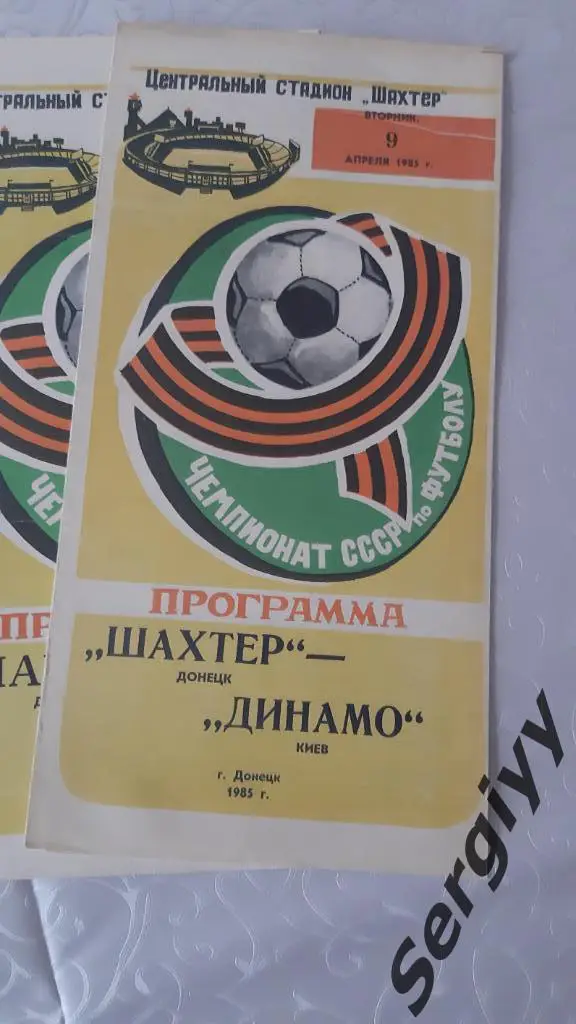 Центральный стадион „Шахтер"
ВТОРНИК,
9
АПРЕЛЯ 1985 г.
ЧЕМПИОНАТ СССР ПО ФУТБОЛУ
ПРОГРАММА
„ШАХТЕР“—
ДОНЕЦК
„ДИНАМО“
КИЕВ
г. Донецк
1985 г.
Sergiyy